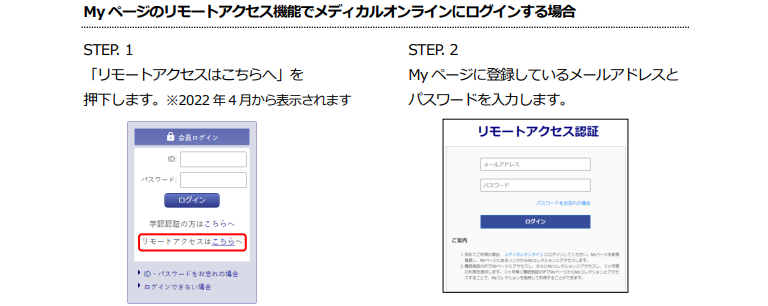 My ページのリモートアクセス機能でメディカルオンラインにログインする場合
STEP. 1
「リモートアクセスはこちらへ」を
押下します。※2022 年 4 月から表示されます
会員ログイン
ID:
パスワード:
ログイン
学認認証の方はこちらへ
リモートアクセスはこちらへ
ID・パスワードをお忘れの場合
ログインできない場合
STEP. 2
My ページに登録しているメールアドレスと
パスワードを入力します。
リモートアクセス認証
メールアドレス
パスワード
パスワードをお忘れの場合
ログイン
ご案内